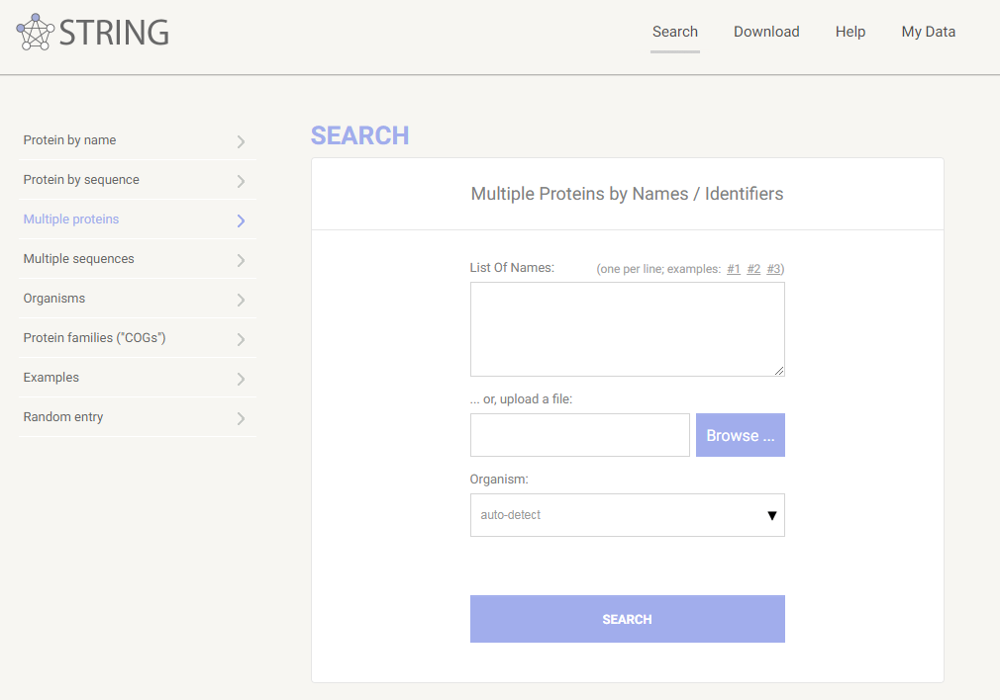 STRING
Search Download Help My Data
Protein by name
Protein by sequence
Multiple proteins
Multiple sequences
Organisms
Protein families ("COGs")
Examples
Random entry
SEARCH
Multiple Proteins by Names / Identifiers
List Of Names: (one per line; examples: #1 #2 #3)
... or, upload a file:
Browse ...
Organism:
auto-detect
SEARCH